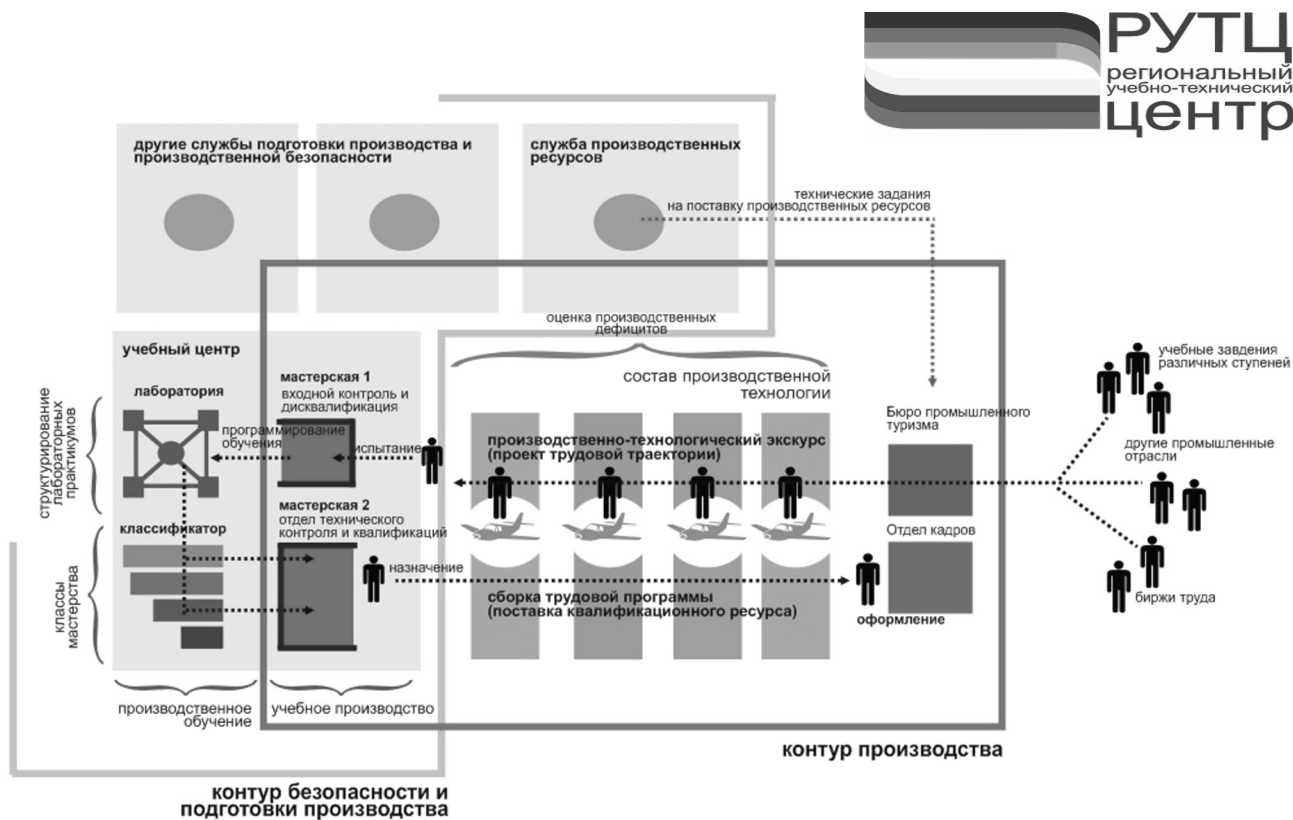 РУТЦ
региональный
учебно-технический
центр
другие службы подготовки производства и
производственной безопасности
служба производственных
ресурсов
технические задания
на поставку производственных ресурсов
оценка производственных
дефицитов
учебный центр
лаборатория
мастерская 1
входной контроль и
дисквалификация
состав производственной
технологии
учебные завдения
различных ступеней
структурирование
лабораторных
практикумов
программирование
обучения
испытание
производственно-технологический экскурс
(проект трудовой траектории)
Бюро промышленного
туризма
другие промышленные
отрасли
классификатор
мастерская 2
отдел технического
контроля и квалификаций
Отдел кадров
классы
мастерства
назначение
сборка трудовой программы
(поставка квалификационного ресурса)
оформление
биржи труда
производственное
обучение
учебное производство
контур производства
контур безопасности и
подготовки производства